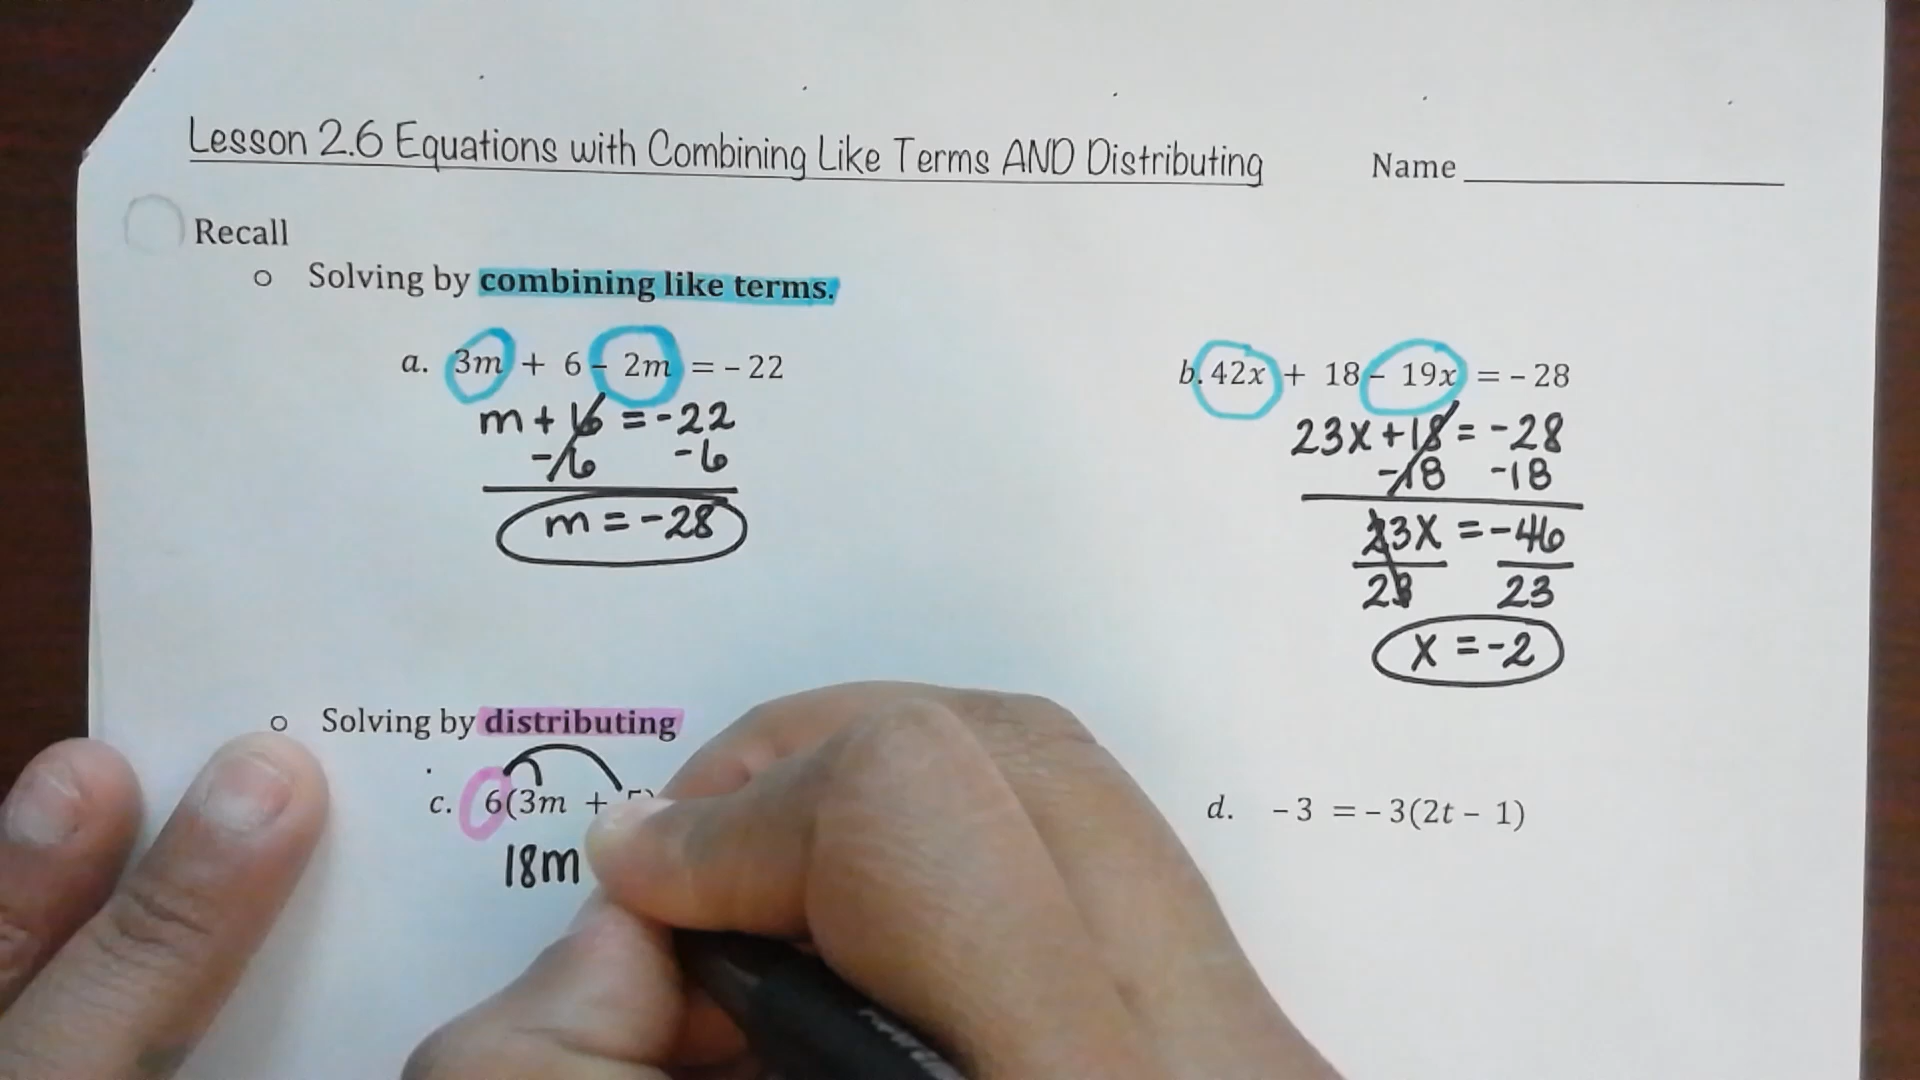 Lesson 2.6 Equations with Combining Like Terms AND Distributing Name
Recall
o Solving by combining like terms.
a. 3m + 6 - 2m = - 22
m + 6 = -22
-6 -6
m = -28
b. 42x + 18 - 19x = - 28
23x + 18 = -28
-18 -18
23x = -46
23 23
x = -2
o Solving by distributing
c. 6(3m +
18m
d. - 3 = - 3(2t - 1)